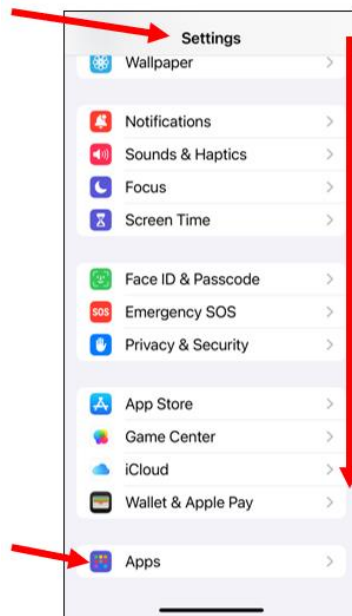 Settings
Wallpaper
Notifications
Sounds & Haptics
Focus
Screen Time
Face ID & Passcode
SOS
Emergency SOS
Privacy & Security
App Store
Game Center
iCloud
Wallet & Apple Pay
Apps